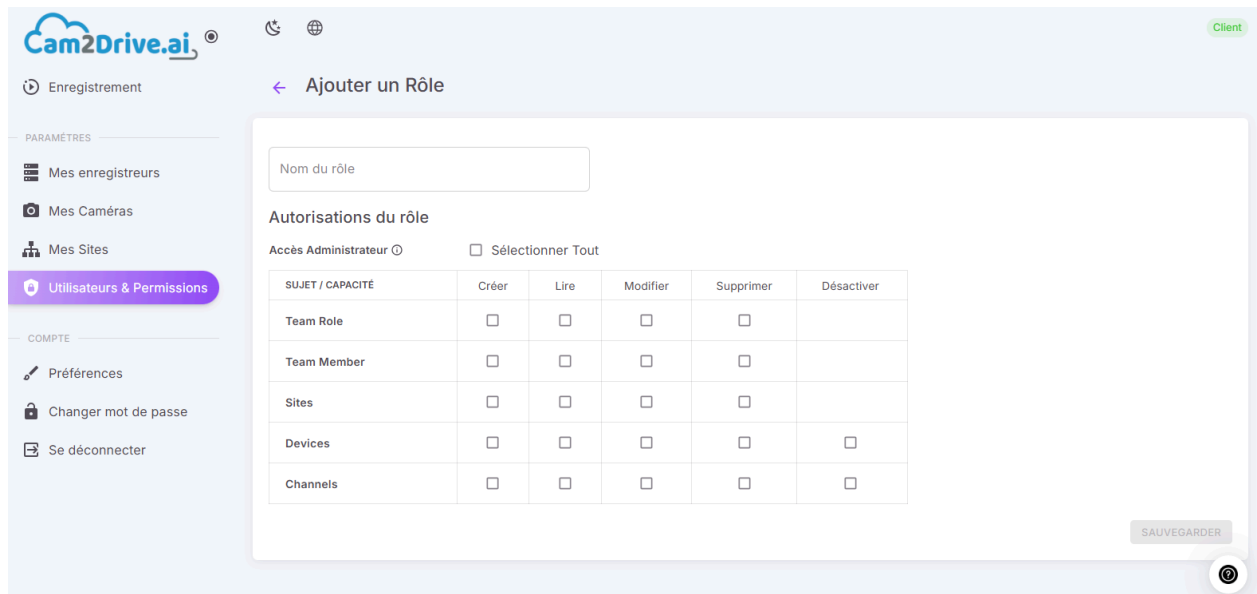 Cam2Drive.ai
Client
Enregistrement
Ajouter un Rôle
PARAMÉTRES
Mes enregistreurs
Mes Caméras
Mes Sites
Utilisateurs & Permissions
COMPTE
Préférences
Changer mot de passe
Se déconnecter
Nom du rôle
Autorisations du rôle
Accès Administrateur Sélectionner Tout
SUJET / CAPACITÉ Créer Lire Modifier Supprimer Désactiver
Team Role
Team Member
Sites
Devices
Channels
SAUVEGARDER